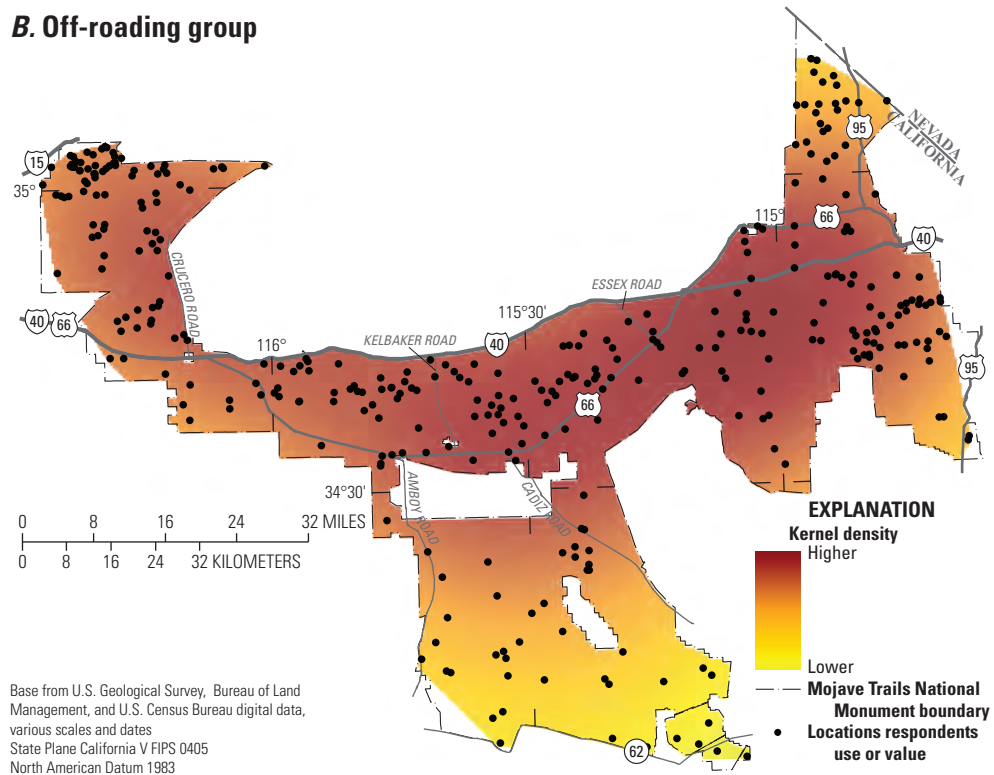 B. Off-roading group
NEVADA
CALIFORNIA
95
15
35°
115°
66
40
CRUCERO ROAD
ESSEX ROAD
115°30'
40
66
KELBAKER ROAD
40
116°
95
66
34°30'
AMBOY ROAD
CADIZ ROAD
0 8 16 24 32 MILES
0 8 16 24 32 KILOMETERS
EXPLANATION
Kernel density
Higher
Lower
Mojave Trails National
Monument boundary
Locations respondents
use or value
62
Base from U.S. Geological Survey, Bureau of Land
Management, and U.S. Census Bureau digital data,
various scales and dates
State Plane California V FIPS 0405
North American Datum 1983